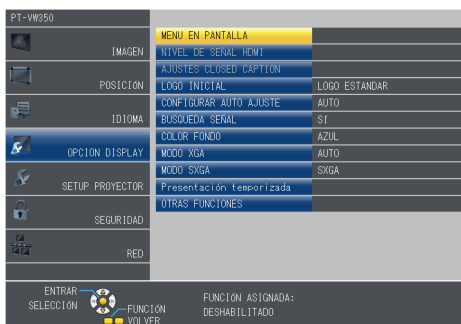 PT-VW350
IMAGEN
POSICIÓN
IDIOMA
OPCION DISPLAY
SETUP PROYECTOR
SEGURIDAD
RED
MENU EN PANTALLA
NIVEL DE SEÑAL HDMI
AJUSTES CLOSED CAPTION
LOGO INICIAL LOGO ESTANDAR
CONFIGURAR AUTO AJUSTE AUTO
BUSQUEDA SEÑAL Sí
COLOR FONDO AZUL
MODO XGA AUTO
MODO SXGA SXGA
Presentación temporizada
OTRAS FUNCIONES
ENTRAR
SELECCIÓN
FUNCIÓN
VOLVER
FUNCIÓN ASIGNADA:
DESHABILITADO